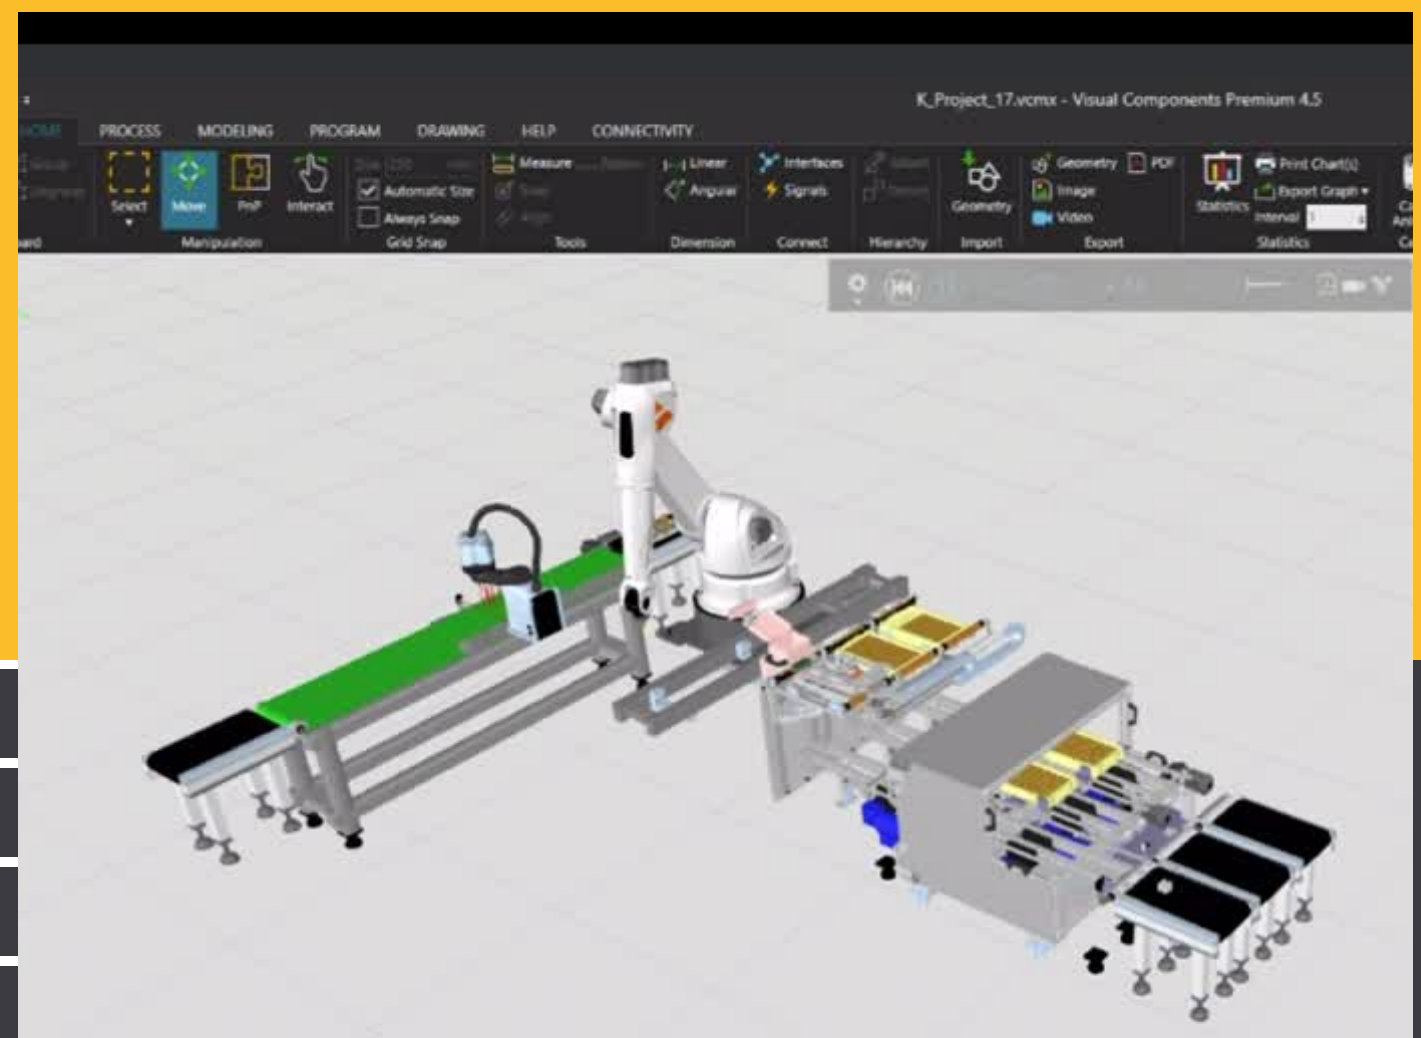 K_Project_17.vcmx - Visual Components Premium 4.5
HOME PROCESS MODELING PROGRAM DRAWING HELP CONNECTIVITY
Measure Linear Interfaces Geometry PDF Print Chart(s)
Automatic Size Angular Signals Image Export Graph
Select Move PnP Interact Always Snap Geometry Video Statistics Interval 1
Manipulation Grid Snap Tools Dimension Connect Hierarchy Import Export Statistics